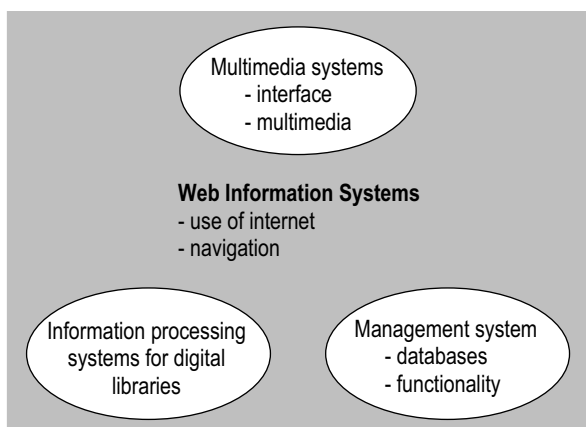 Multimedia systems
- interface
- multimedia
Web Information Systems
- use of internet
- navigation
Information processing
systems for digital
libraries
Management system
- databases
- functionality